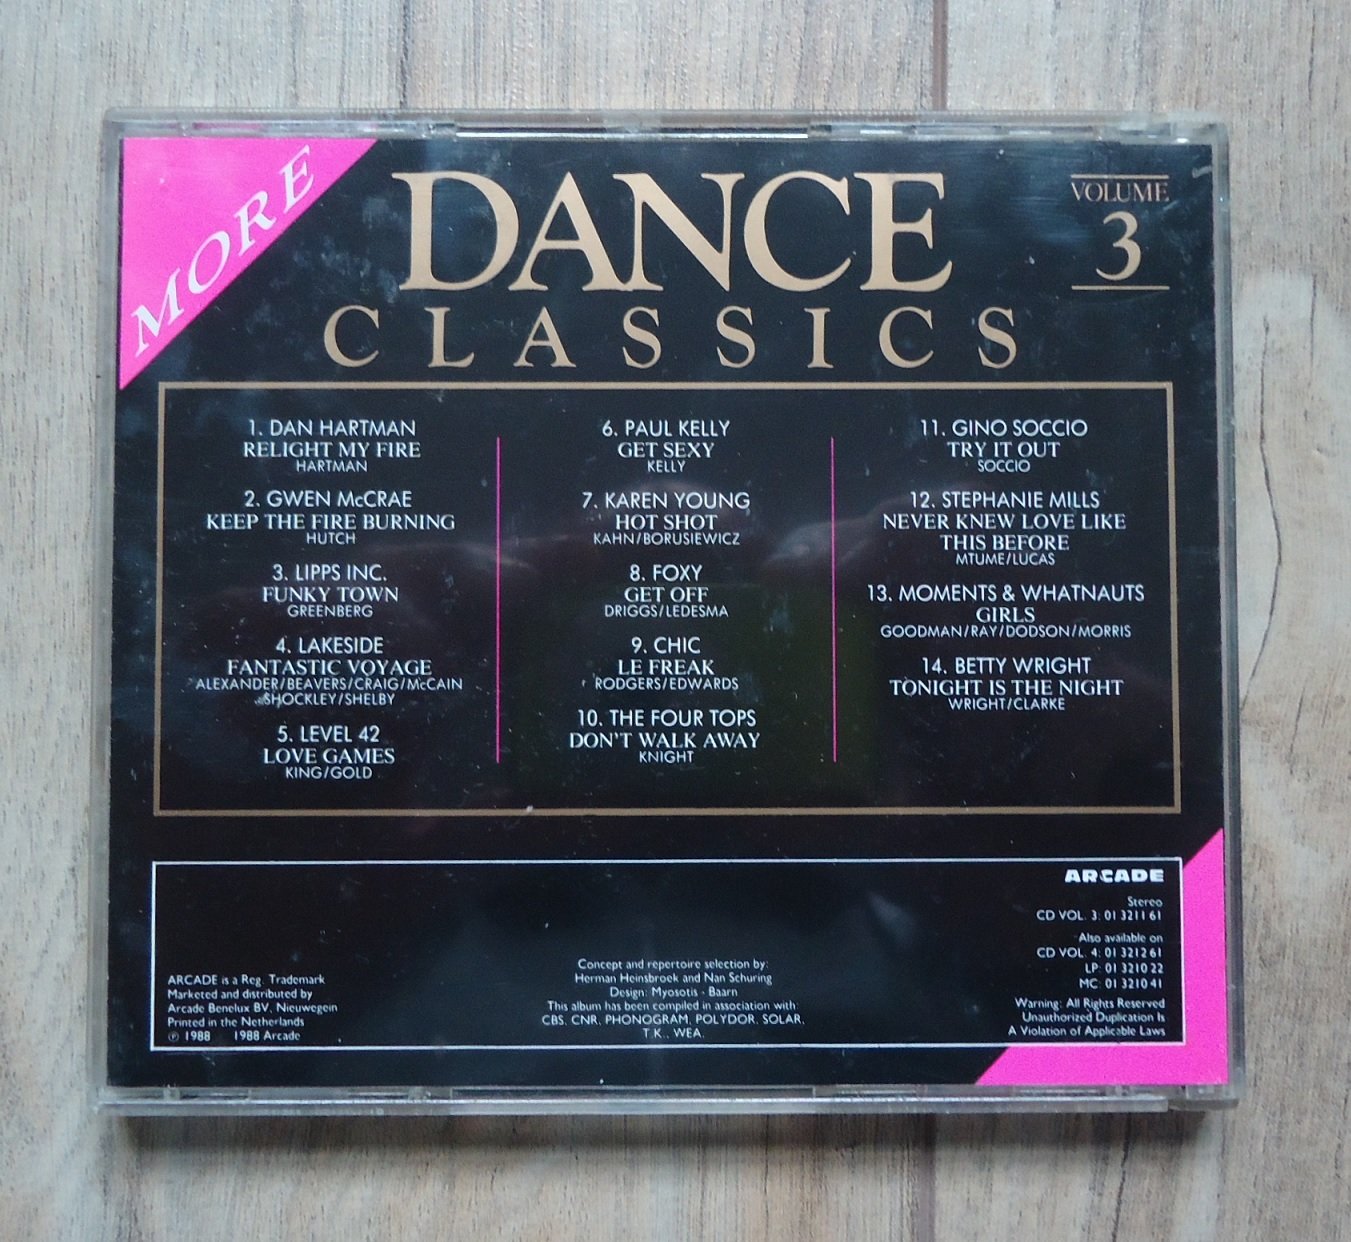 MORE
DANCE
CLASSICS
VOLUME
3
1. DAN HARTMAN
RELIGHT MY FIRE
HARTMAN
2. GWEN McCRAE
KEEP THE FIRE BURNING
HUTCH
3. LIPPS INC.
FUNKY TOWN
GREENBERG
4. LAKESIDE
FANTASTIC VOYAGE
ALEXANDER/BEAVERS/CRAIG/McCAIN
SHOCKLEY/SHELBY
5. LEVEL 42
LOVE GAMES
KING/GOLD
6. PAUL KELLY
GET SEXY
KELLY
7. KAREN YOUNG
HOT SHOT
KAHN/BORUSIEWICZ
8. FOXY
GET OFF
DRIGGS/LEDESMA
9. CHIC
LE FREAK
RODGERS/EDWARDS
10. THE FOUR TOPS
DON'T WALK AWAY
KNIGHT
11. GINO SOCCIO
TRY IT OUT
SOCCIO
12. STEPHANIE MILLS
NEVER KNEW LOVE LIKE
THIS BEFORE
MTUME/LUCAS
13. MOMENTS & WHATNAUTS
GIRLS
GOODMAN/RAY/DODSON/MORRIS
14. BETTY WRIGHT
TONIGHT IS THE NIGHT
WRIGHT/CLARKE
ARCADE is a Reg. Trademark
Marketed and distributed by
Arcade Benelux BV, Nieuwegein
Printed in the Netherlands
℗ 1988 1988 Arcade
Concept and repertoire selection by:
Herman Heinsbroek and Nan Schuring
Design: Myosotis - Baarn
This album has been compiled in association with:
CBS, CNR, PHONOGRAM, POLYDOR, SOLAR,
T.K., WEA.
ARCADE
Stereo
CD VOL. 3: 01 3211 61
Also available on
CD VOL. 4: 01 3212 61
LP: 01 3210 22
MC: 01 3210 41
Warning: All Rights Reserved
Unauthorized Duplication Is
A Violation of Applicable Laws